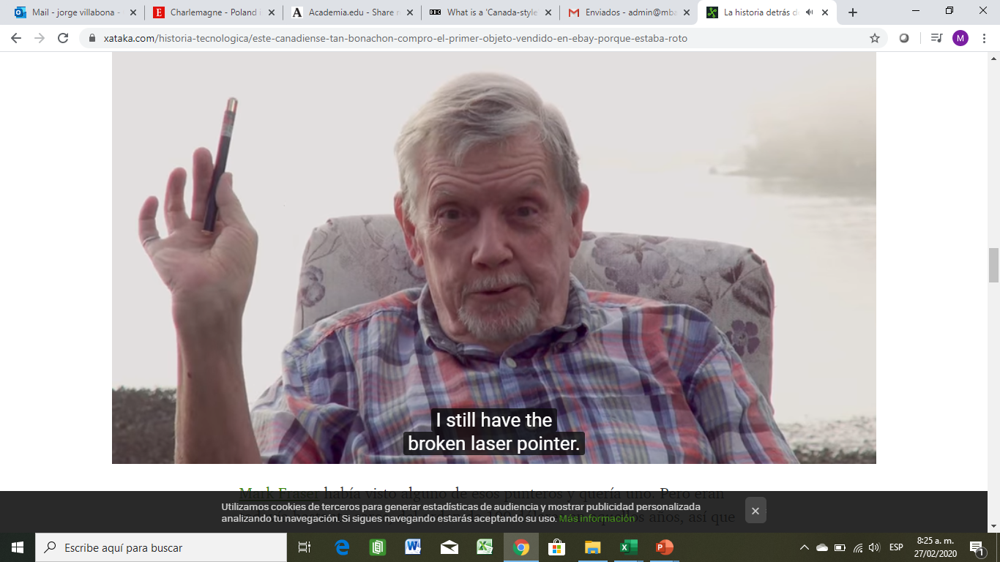 Mail - jorge villabona -
Charlemagne - Poland i
Academia.edu - Share r
BBC
What is a 'Canada-style
Enviados - admin@mba
La historia detrás d
xataka.com/historia-tecnologica/este-canadiense-tan-bonachon-compro-el-primer-objeto-vendido-en-ebay-porque-estaba-roto
M
I still have the
broken laser pointer.
Mark Fraser había visto alguno de esos punteros y quería uno. Pero eran
años, así que
Utilizamos cookies de terceros para generar estadísticas de audiencia y mostrar publicidad personalizada
analizando tu navegación. Si sigues navegando estarás aceptando su uso. Más información
Escribe aquí para buscar
ESP
8:25 a. m.
27/02/2020
1